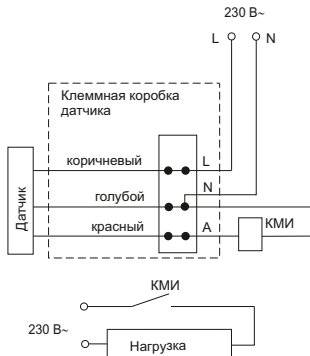 230 В~
L N
Клеммная коробка
датчика
коричневый L
голубой N
красный A
Датчик
КМИ
КМИ
230 В~
Нагрузка